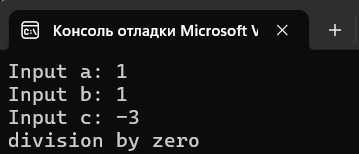 Консоль отладки Microsoft V
Input a: 1
Input b: 1
Input c: -3
division by zero